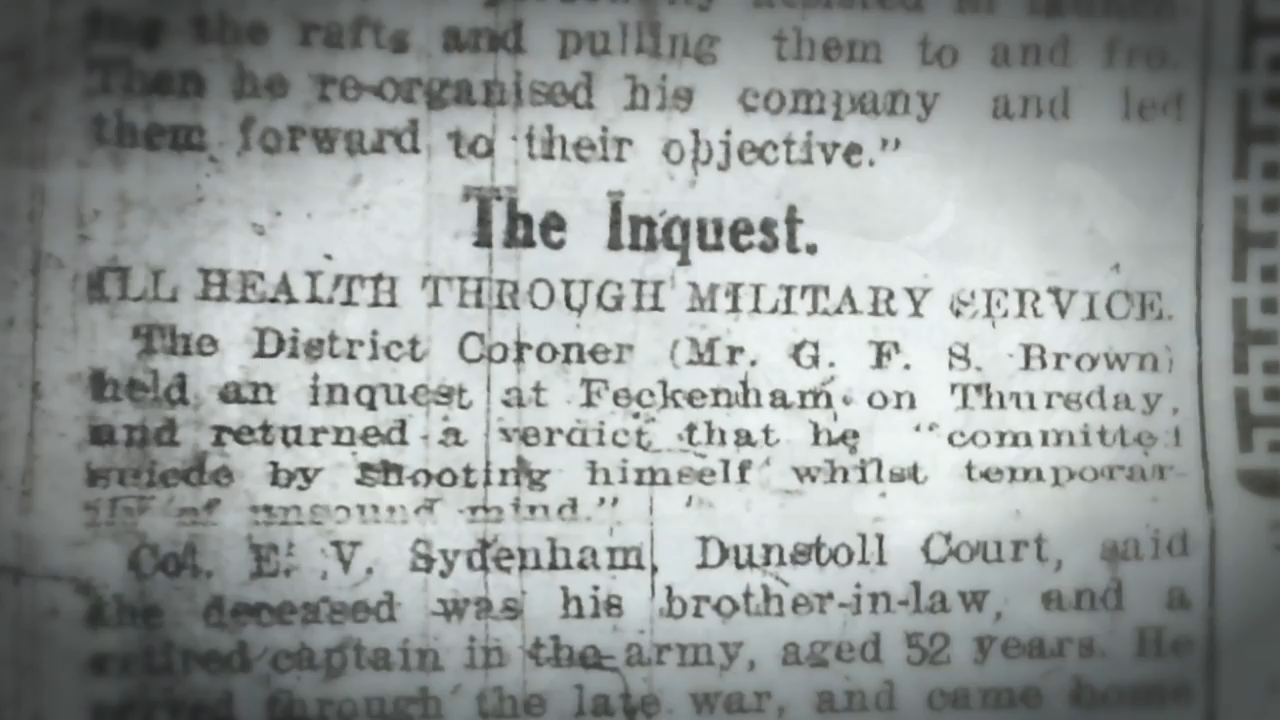 ing the rafts and pulling them to and fro.
Then he re-organised his company and led
them forward to their objective."
The Inquest.
ILL HEALTH THROUGH MILITARY SERVICE.
The District Coroner (Mr. G. F. S. Brown)
held an inquest at Feckenham on Thursday,
and returned a verdict that he "committed
suicide by shooting himself whilst temporar-
ily of unsound mind."
Col. E. V. Sydenham, Dunstoll Court, said
the deceased was his brother-in-law, and a
retired captain in the army, aged 52 years. He
served through the late war, and came home